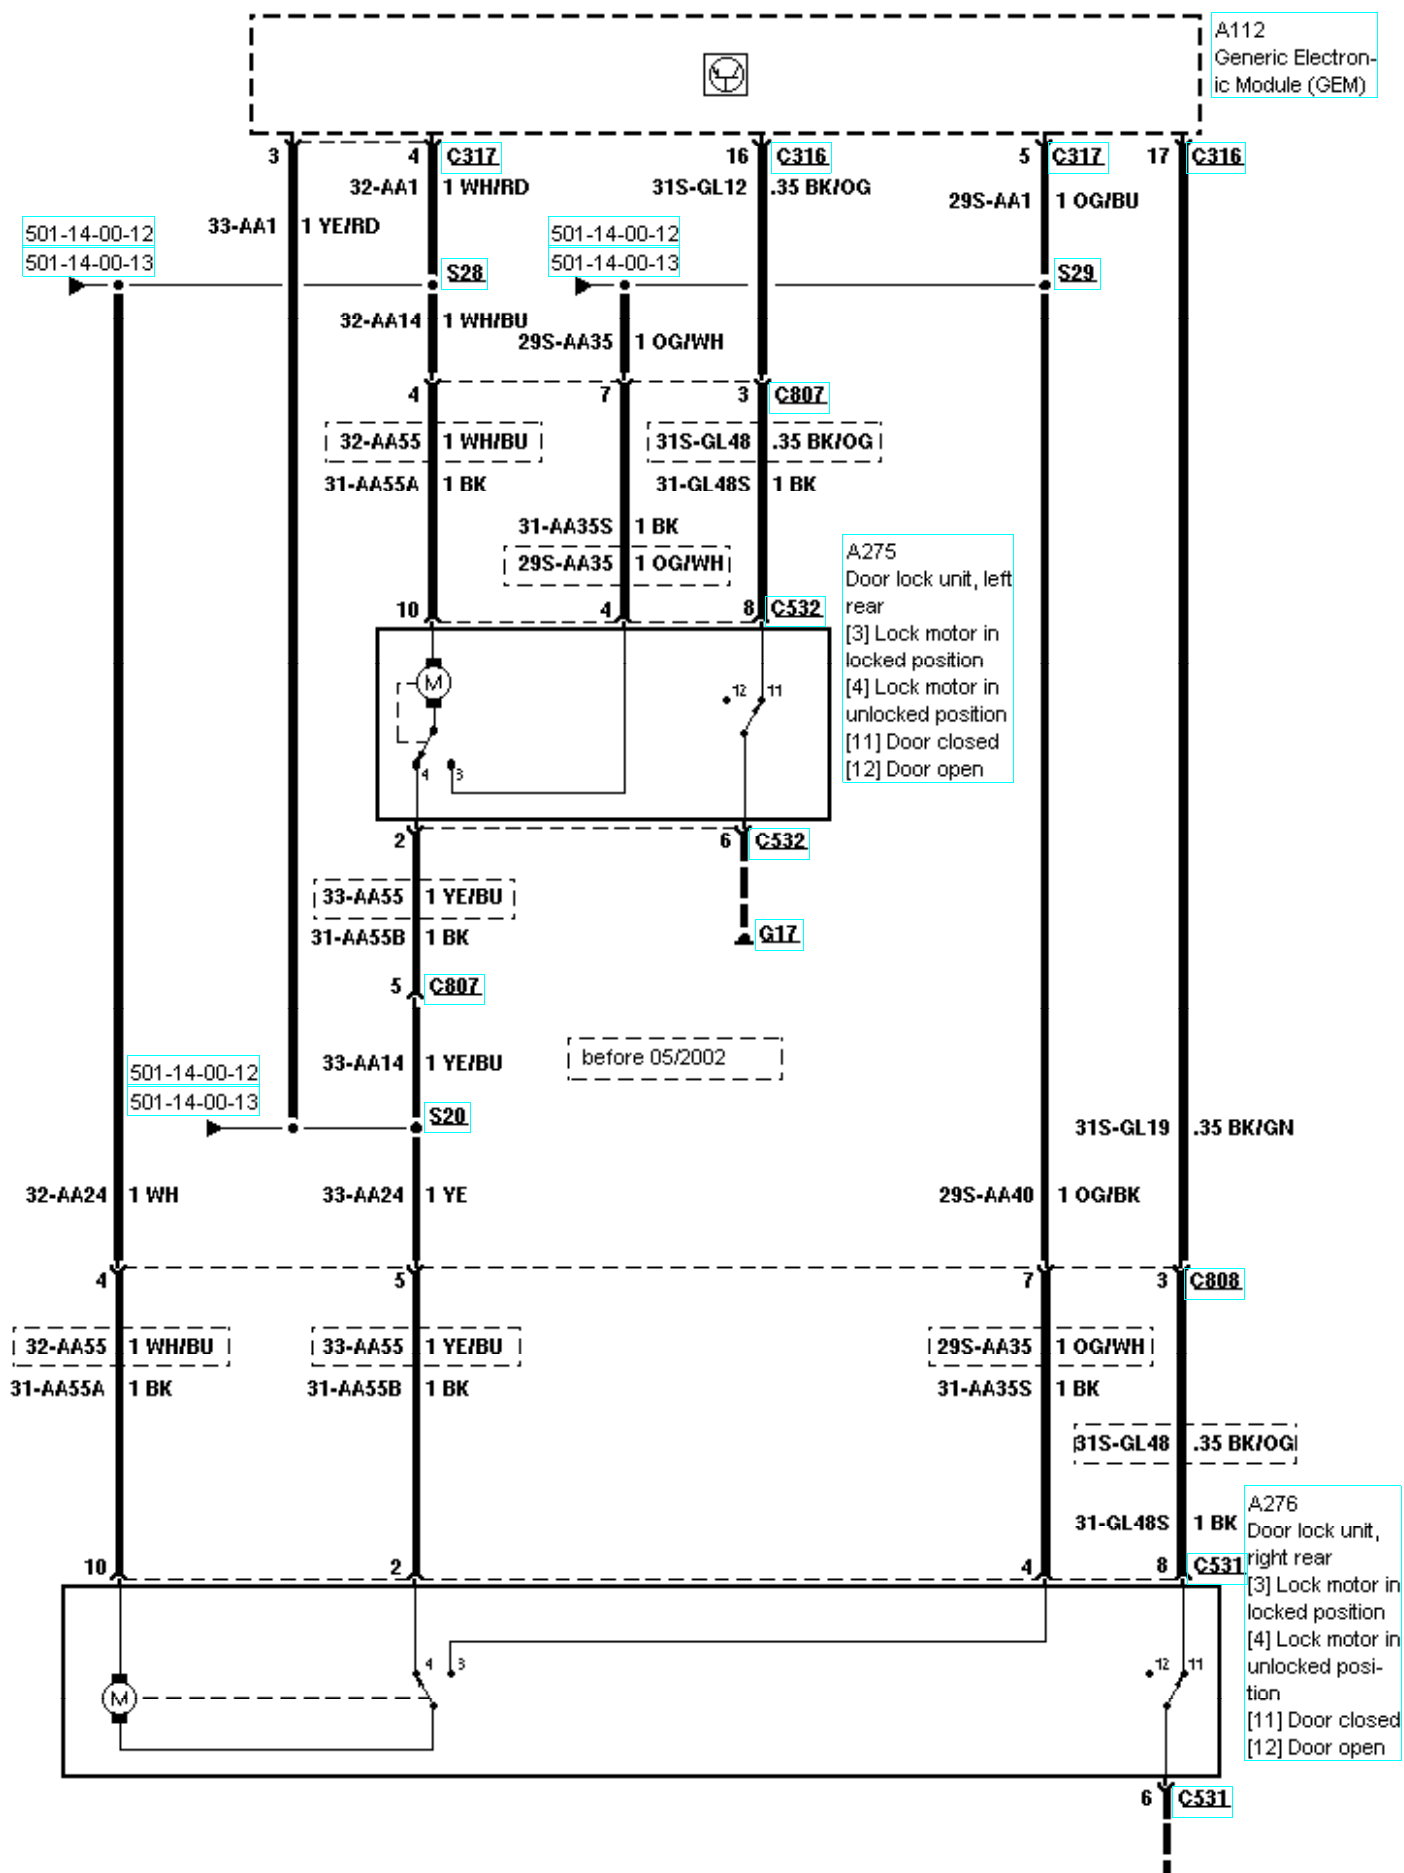 A112
Generic Electron-
ic Module (GEM)
3
4
C317
16
C316
5
C317
17
C316
32-AA1
1 WH/RD
31S-GL12
.35 BK/OG
29S-AA1
1 OG/BU
33-AA1
1 YE/RD
501-14-00-12
501-14-00-13
501-14-00-12
501-14-00-13
S28
S29
32-AA14
1 WH/BU
29S-AA35
1 OG/WH
4
7
3
C807
32-AA55
1 WH/BU
31S-GL48
.35 BK/OG
31-AA55A
1 BK
31-GL48S
1 BK
31-AA35S
1 BK
29S-AA35
1 OG/WH
A275
Door lock unit, left
rear
[3] Lock motor in
locked position
[4] Lock motor in
unlocked position
[11] Door closed
[12] Door open
10
4
8
C532
M
12
11
4
3
2
6
C532
33-AA55
1 YE/BU
31-AA55B
1 BK
G17
5
C807
33-AA14
1 YE/BU
before 05/2002
501-14-00-12
501-14-00-13
S20
31S-GL19
.35 BK/GN
32-AA24
1 WH
33-AA24
1 YE
29S-AA40
1 OG/BK
4
5
7
3
C808
32-AA55
1 WH/BU
33-AA55
1 YE/BU
29S-AA35
1 OG/WH
31-AA55A
1 BK
31-AA55B
1 BK
31-AA35S
1 BK
31S-GL48
.35 BK/OG
31-GL48S
1 BK
A276
Door lock unit,
right rear
[3] Lock motor in
locked position
[4] Lock motor in
unlocked posi-
tion
[11] Door closed
[12] Door open
10
2
4
8
C531
4
3
12
11
M
6
C531